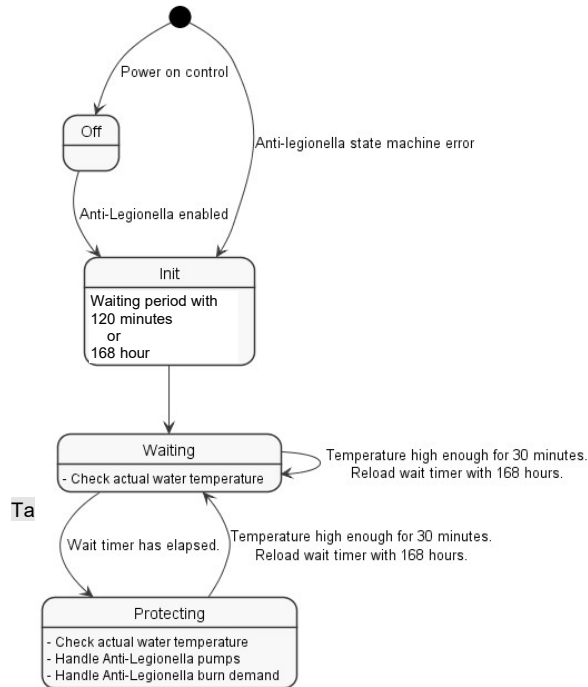 Power on control
Off
Anti-legionella state machine error
Anti-Legionella enabled
Init
Waiting period with
120 minutes
or
168 hour
Waiting
- Check actual water temperature
Temperature high enough for 30 minutes.
Reload wait timer with 168 hours.
Ta
Wait timer has elapsed.
Temperature high enough for 30 minutes.
Reload wait timer with 168 hours.
Protecting
- Check actual water temperature
- Handle Anti-Legionella pumps
- Handle Anti-Legionella burn demand